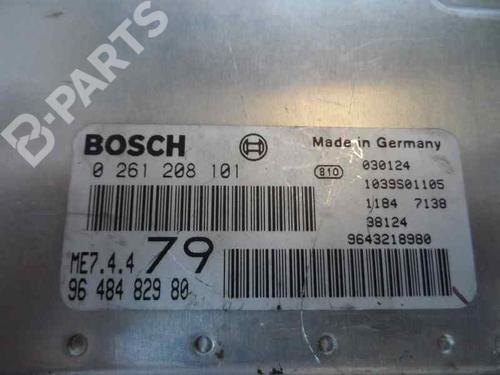 B-PARTS
BOSCH
Made in Germany
0 261 208 101
810
030124
1039S01105
1184 7138
38124
9643218980
ME7.4.4 79
96 484 829 80